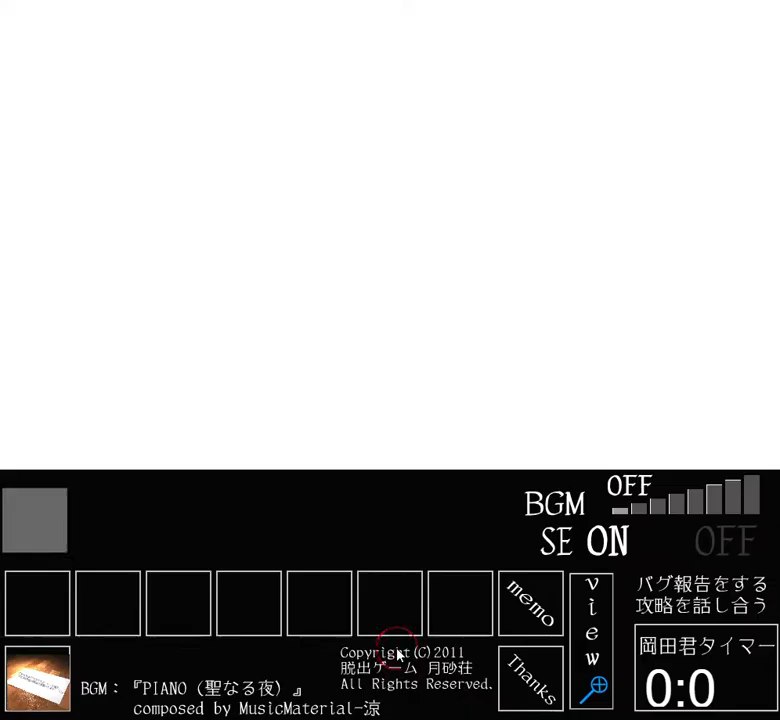 OFF
BGM
SE ON OFF
バグ報告をする
攻略を話し合う
memo
view
岡田君タイマー
0:0
Copyright(C)2011
脱出ゲーム 月砂荘
All Rights Reserved.
Thanks
BGM：『PIANO（聖なる夜）』
composed by MusicMaterial-涼